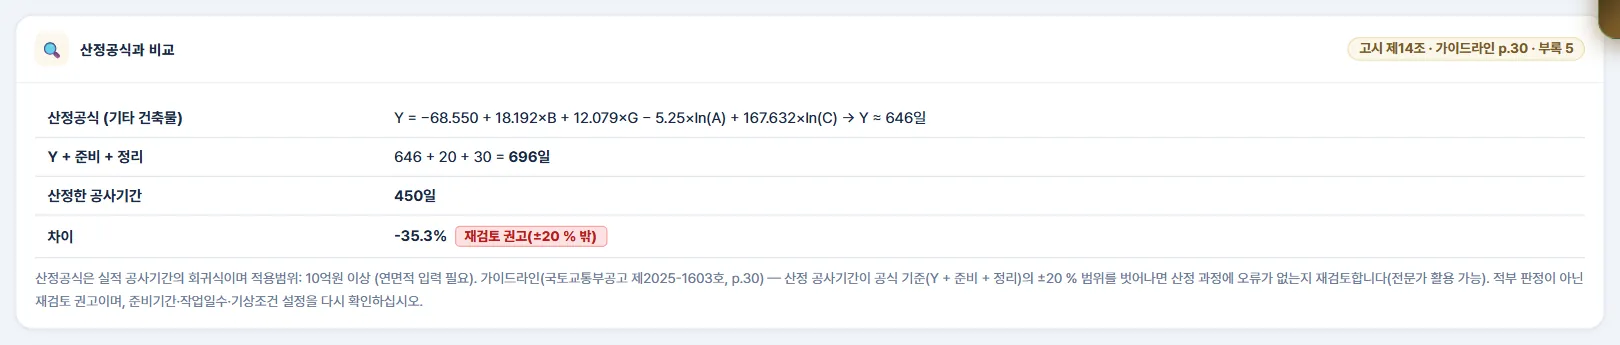 산정공식과 비교
고시 제14조 · 가이드라인 p.30 · 부록 5
산정공식 (기타 건축물)
Y = −68.550 + 18.192×B + 12.079×G − 5.25×ln(A) + 167.632×ln(C) → Y ≈ 646일
Y + 준비 + 정리
646 + 20 + 30 = 696일
산정한 공사기간
450일
차이
-35.3% 재검토 권고(±20 % 밖)
산정공식은 실적 공사기간의 회귀식이며 적용범위: 10억원 이상 (연면적 입력 필요). 가이드라인(국토교통부공고 제2025-1603호, p.30) — 산정 공사기간이 공식 기준(Y + 준비 + 정리)의 ±20 % 범위를 벗어나면 산정 과정에 오류가 없는지 재검토합니다(전문가 활용 가능). 적부 판정이 아닌
재검토 권고이며, 준비기간·작업일수·기상조건 설정을 다시 확인하십시오.